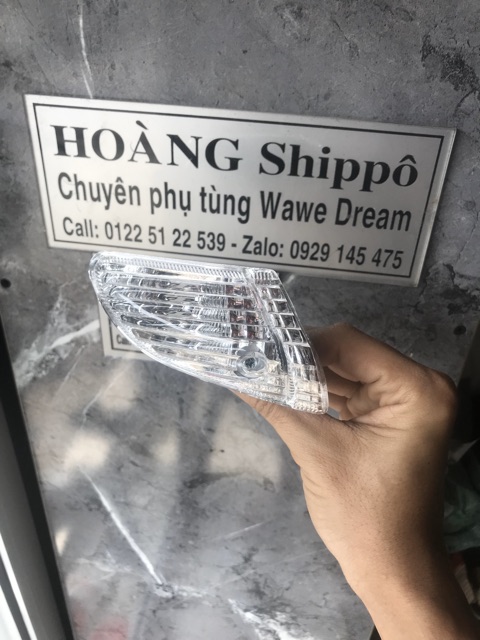 HOÀNG Shippô
Chuyên phụ tùng Wawe Dream
Call: 0122 51 22 539 - Zalo: 0929 145 475